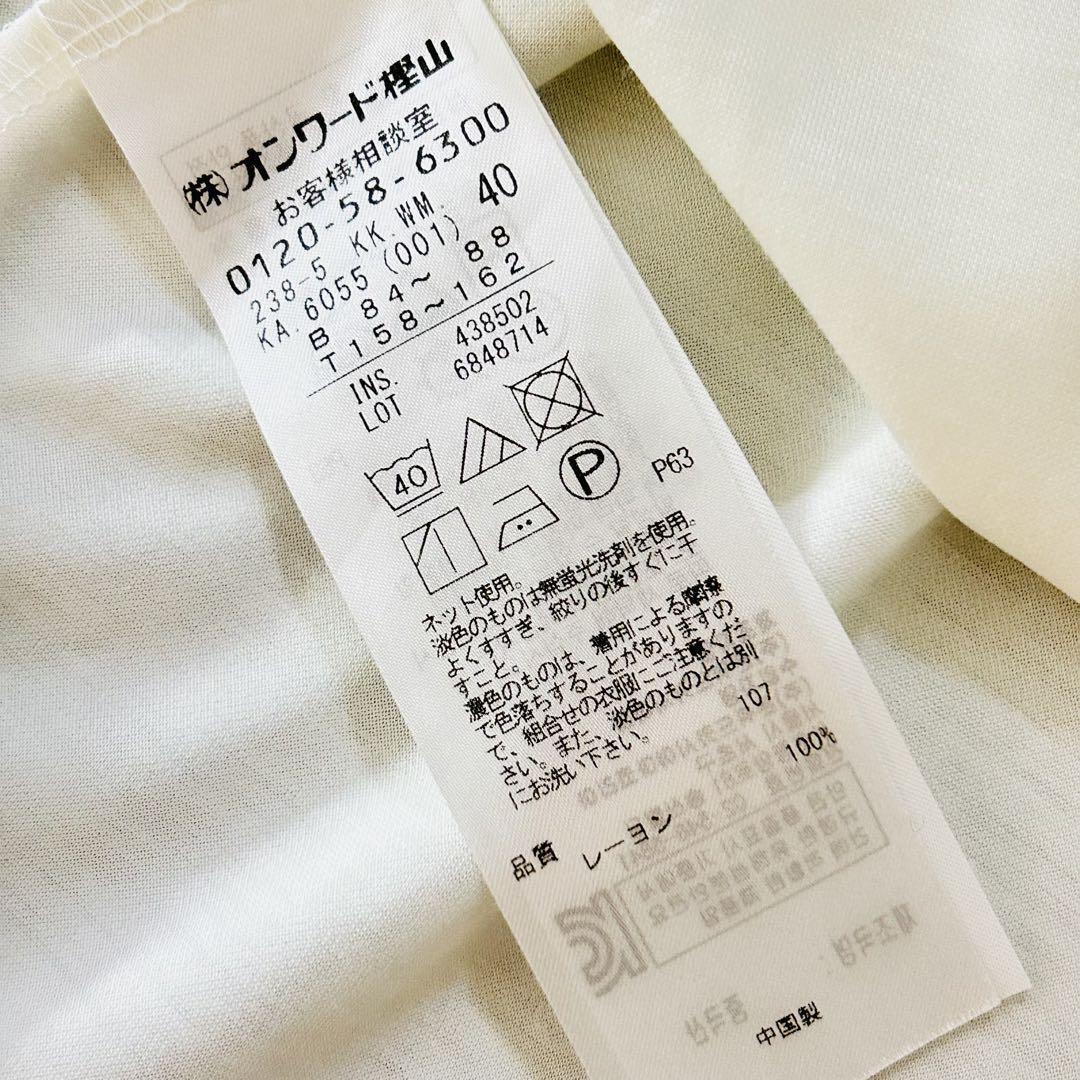 (株)オンワード樫山
お客様相談室
0120-58-6300
238-5 KK.WM. 40
KA.6055 (001)
B 84～ 88
T 158～162
INS. 438502
LOT 6848714
40
P
P63
ネット使用。
淡色のものは無蛍光洗剤を使用。
よくすすぎ、絞りの後すぐに干
すこと。
濃色のものは、着用による摩擦
で色落ちすることがありますの
で、組合せの衣服にご注意くだ
さい。また、淡色のものとは別
にお洗い下さい。
107
品質 レーヨン 100%
中国製